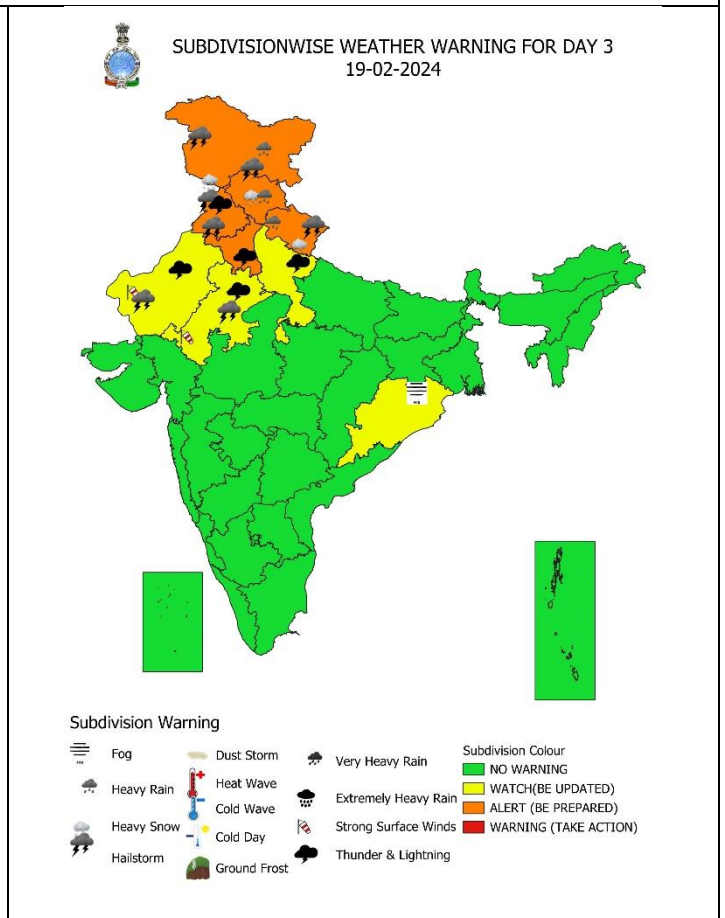 SUBDIVISIONWISE WEATHER WARNING FOR DAY 3
19-02-2024
Subdivision Warning
Fog
Heavy Rain
Heavy Snow
Hailstorm
Dust Storm
Heat Wave
Cold Wave
Cold Day
Ground Frost
Very Heavy Rain
Extremely Heavy Rain
Strong Surface Winds
Thunder & Lightning
Subdivision Colour
NO WARNING
WATCH(BE UPDATED)
ALERT (BE PREPARED)
WARNING (TAKE ACTION)